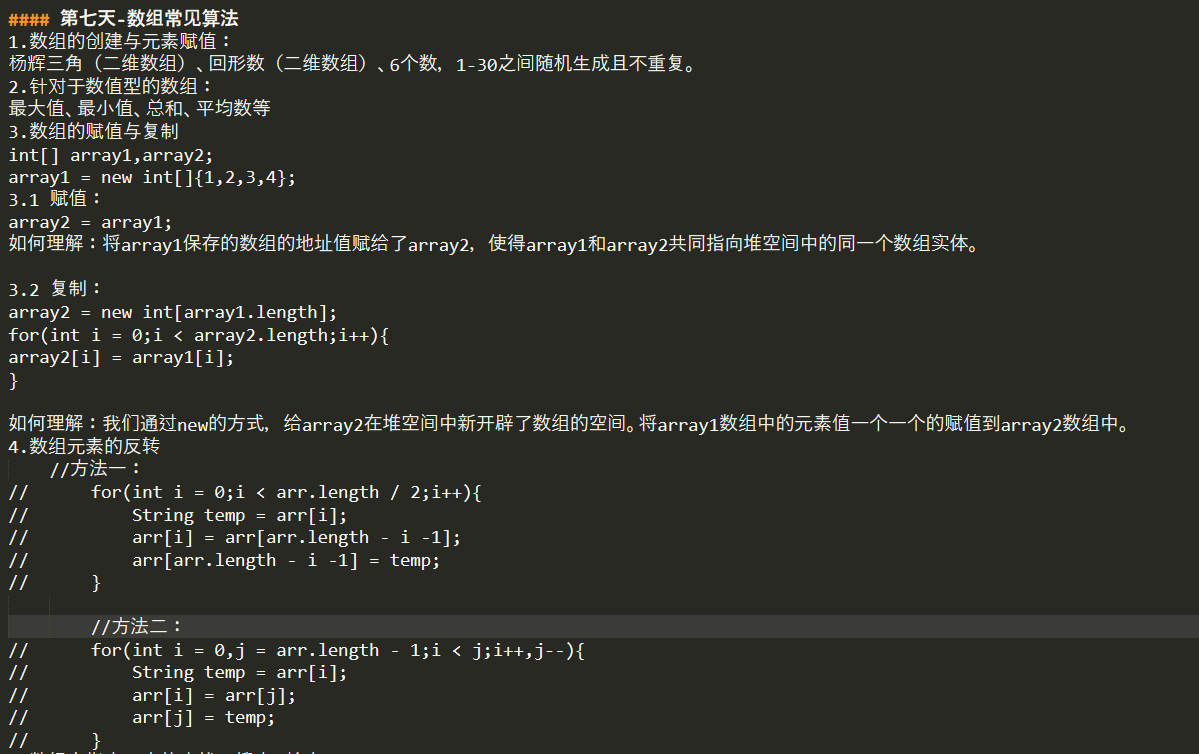 #### 第七天-数组常见算法
1.数组的创建与元素赋值：
杨辉三角（二维数组）、回形数（二维数组）、6个数，1-30之间随机生成且不重复。
2.针对于数值型的数组：
最大值、最小值、总和、平均数等
3.数组的赋值与复制
int[] array1,array2;
array1 = new int[]{1,2,3,4};
3.1 赋值：
array2 = array1;
如何理解：将array1保存的数组的地址值赋给了array2，使得array1和array2共同指向堆空间中的同一个数组实体。
3.2 复制：
array2 = new int[array1.length];
for(int i = 0;i < array2.length;i++){
array2[i] = array1[i];
}
如何理解：我们通过new的方式，给array2在堆空间中新开辟了数组的空间。将array1数组中的元素值一个一个的赋值到array2数组中。
4.数组元素的反转
    //方法一：
//      for(int i = 0;i < arr.length / 2;i++){
//          String temp = arr[i];
//          arr[i] = arr[arr.length - i -1];
//          arr[arr.length - i -1] = temp;
//      }
        //方法二：
//      for(int i = 0,j = arr.length - 1;i < j;i++,j--){
//          String temp = arr[i];
//          arr[i] = arr[j];
//          arr[j] = temp;
//      }